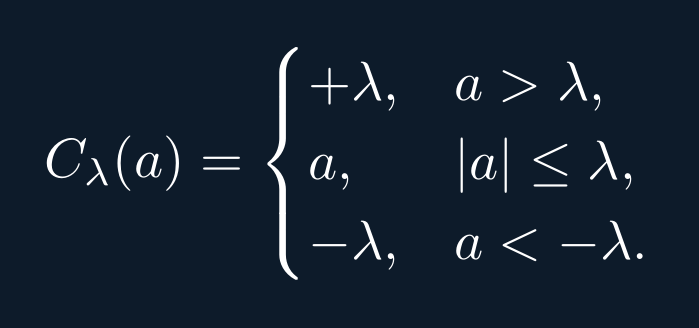 +λ, a > λ,
C_λ(a) = { a, |a| ≤ λ,
−λ, a < −λ.